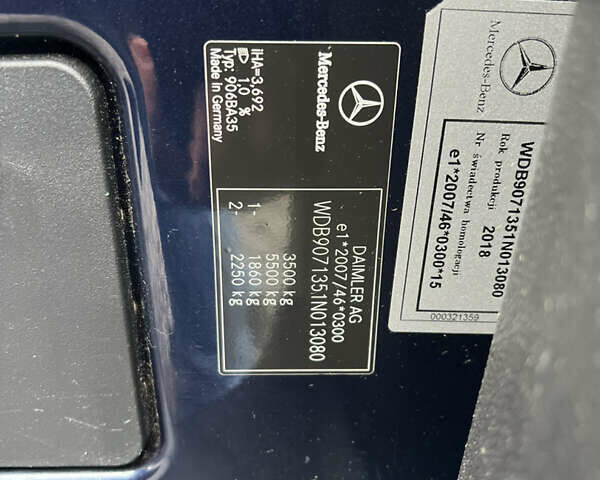 Mercedes-Benz
iHA=3,692
1,0 %
Typ: 906BA35
Made in Germany
DAIMLER AG
e1*2007/46*0300
WDB9071351N013080
3500 kg
5500 kg
1- 1860 kg
2- 2250 kg
Mercedes-Benz
WDB9071351N013080
Rok produkcji 2018
Nr świadectwa homologacji
e1*2007/46*0300*15
000321359